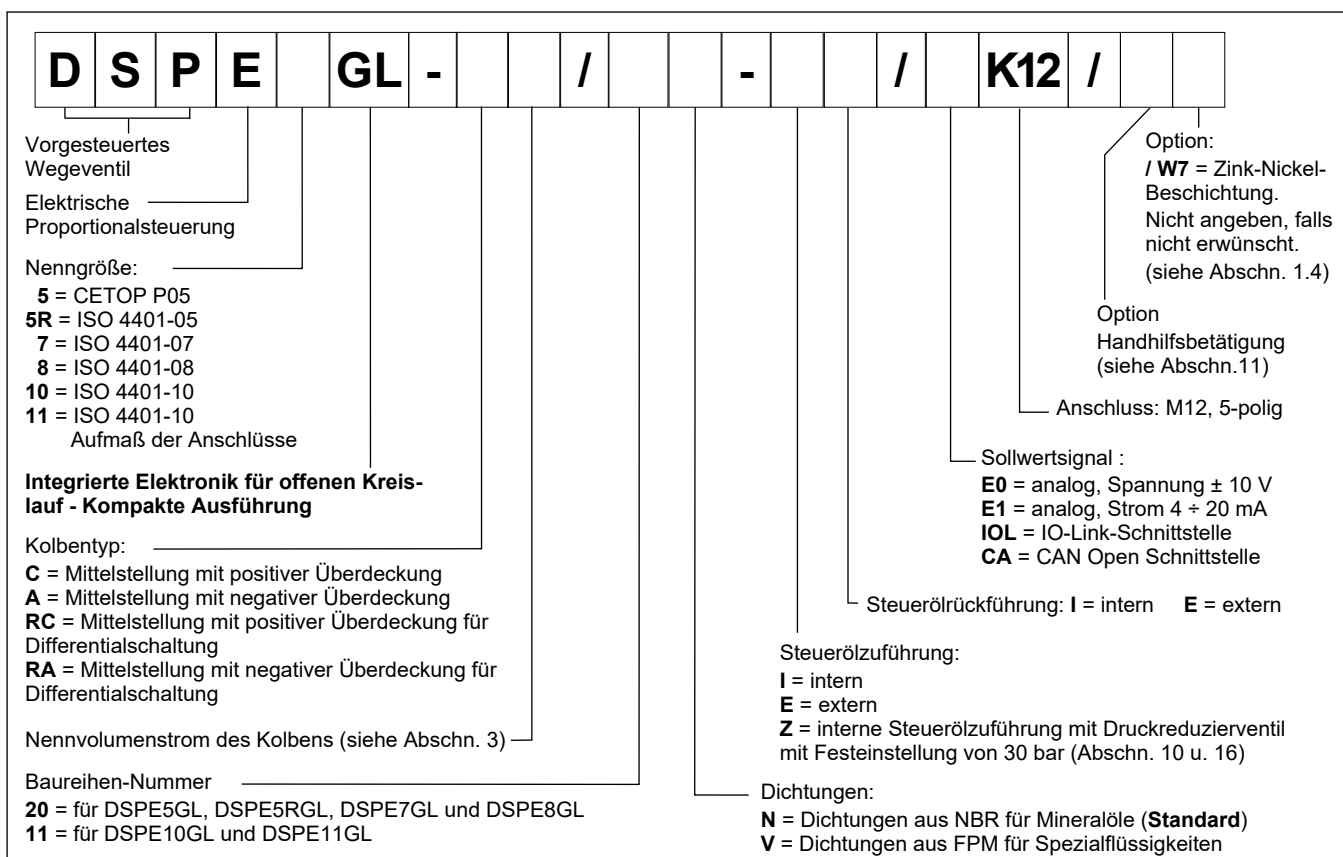 D S P E GL - / - / K12 /
Vorgesteuertes
Wegeventil
Elektrische
Proportionalsteuerung
Nenngröße:
5 = CETOP P05
5R = ISO 4401-05
7 = ISO 4401-07
8 = ISO 4401-08
10 = ISO 4401-10
11 = ISO 4401-10
Aufmaß der Anschlüsse
Integrierte Elektronik für offenen Kreis-
lauf - Kompakte Ausführung
Kolbentyp:
C = Mittelstellung mit positiver Überdeckung
A = Mittelstellung mit negativer Überdeckung
RC = Mittelstellung mit positiver Überdeckung für
Differentialschaltung
RA = Mittelstellung mit negativer Überdeckung für
Differentialschaltung
Nennvolumenstrom des Kolbens (siehe Abschn. 3)
Baureihen-Nummer
20 = für DSPE5GL, DSPE5RGL, DSPE7GL und DSPE8GL
11 = für DSPE10GL und DSPE11GL
Option:
/ W7 = Zink-Nickel-
Beschichtung.
Nicht angeben, falls
nicht erwünscht.
(siehe Abschn. 1.4)
Option
Handhilfsbetätigung
(siehe Abschn.11)
Anschluss: M12, 5-polig
Sollwertsignal :
E0 = analog, Spannung ± 10 V
E1 = analog, Strom 4 ÷ 20 mA
IOL = IO-Link-Schnittstelle
CA = CAN Open Schnittstelle
Steuerölrückführung: I = intern E = extern
Steuerölzuführung:
I = intern
E = extern
Z = interne Steuerölzuführung mit Druckreduzierventil
mit Festeinstellung von 30 bar (Abschn. 10 u. 16)
Dichtungen:
N = Dichtungen aus NBR für Mineralöle (Standard)
V = Dichtungen aus FPM für Spezialflüssigkeiten